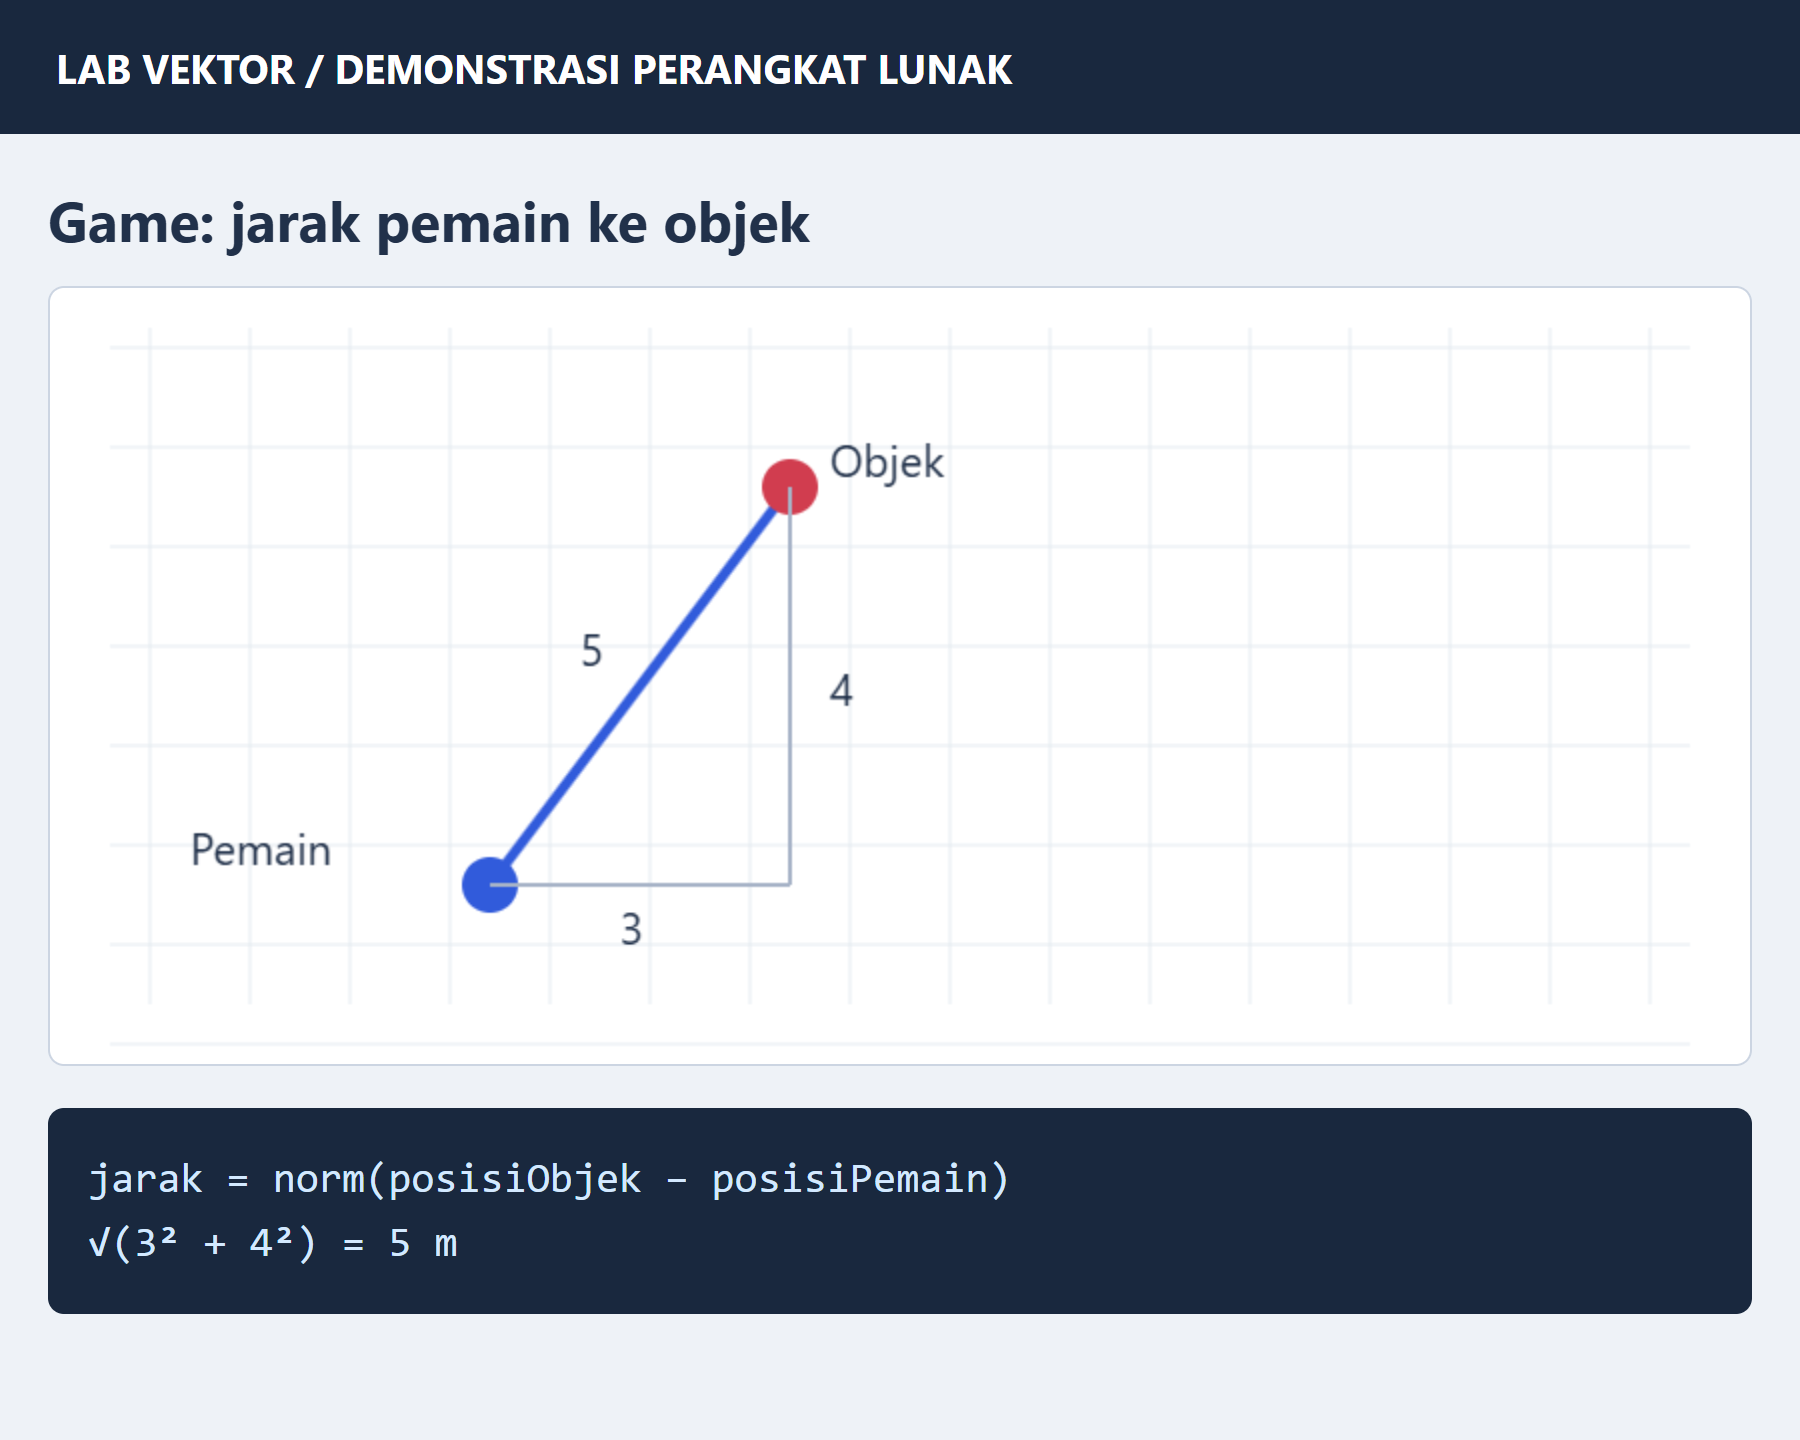 LAB VEKTOR / DEMONSTRASI PERANGKAT LUNAK
Game: jarak pemain ke objek
Objek
5
4
Pemain
3
jarak = norm(posisiObjek − posisiPemain)
√(3² + 4²) = 5 m